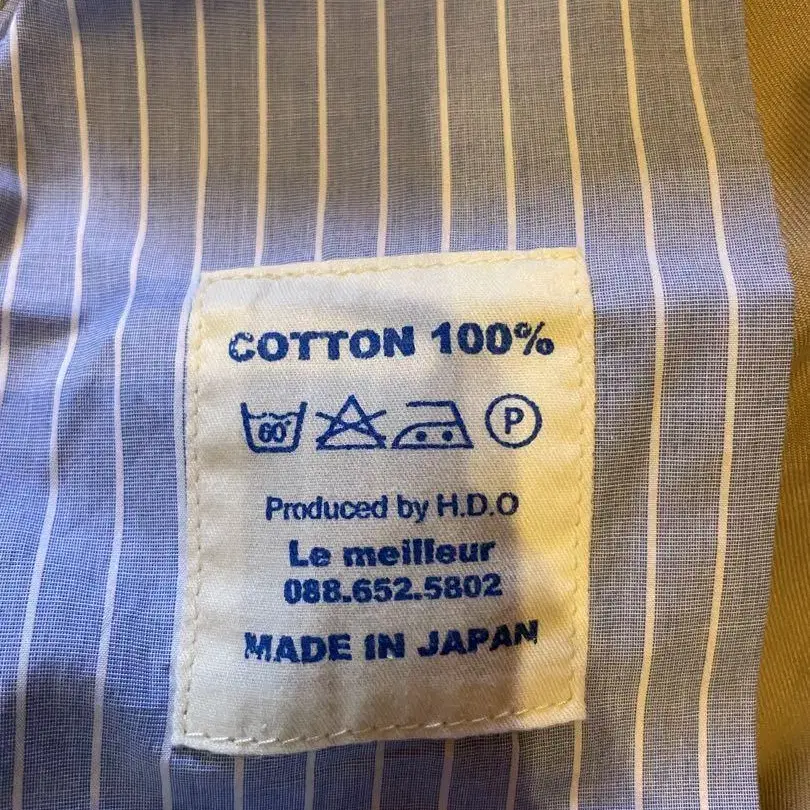 COTTON 100%
60° P
Produced by H.D.O
Le meilleur
088.652.5802
MADE IN JAPAN